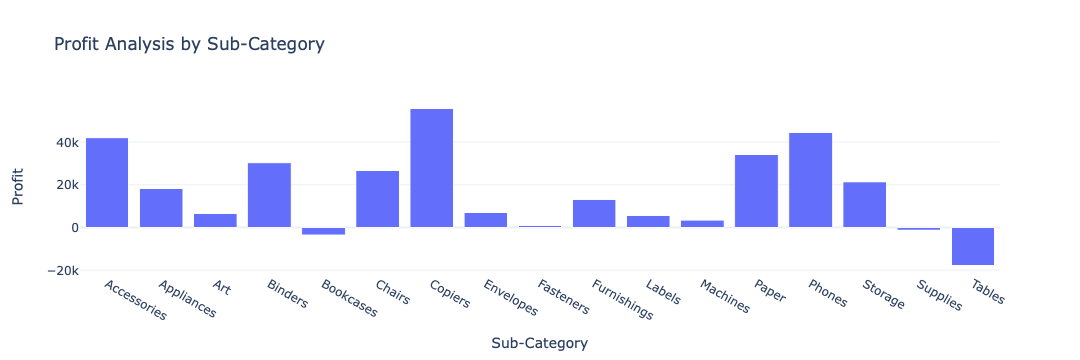 Profit Analysis by Sub-Category
Profit
40k
20k
0
−20k
Accessories
Appliances
Art
Binders
Bookcases
Chairs
Copiers
Envelopes
Fasteners
Furnishings
Labels
Machines
Paper
Phones
Storage
Supplies
Tables
Sub-Category